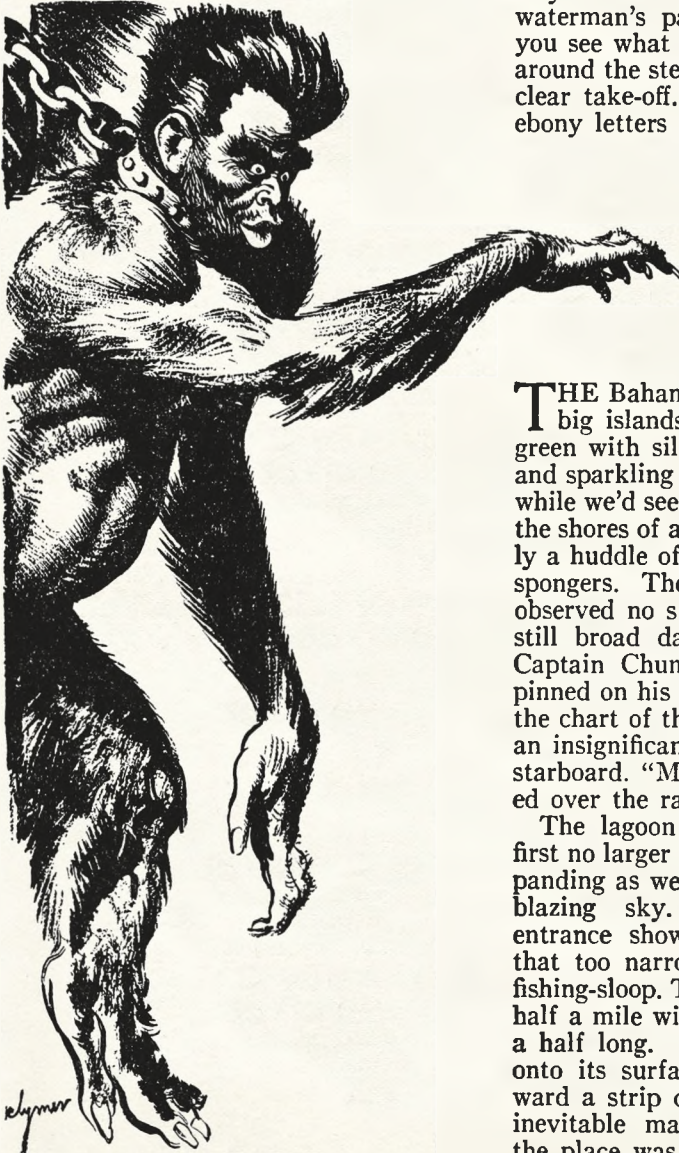 waterman's pa
you see what
around the ste
clear take-off.
ebony letters
THE Baham
big islands
green with sil
and sparkling
while we'd see
the shores of a
ly a huddle of
spongers. The
observed no s
still broad da
Captain Chun
pinned on his
the chart of th
an insignifican
starboard. "M
ed over the ra
The lagoon
first no larger
panding as we
blazing sky.
entrance show
that too narro
fishing-sloop. T
half a mile wi
a half long.
onto its surfa
ward a strip o
inevitable ma
the place was
clymer